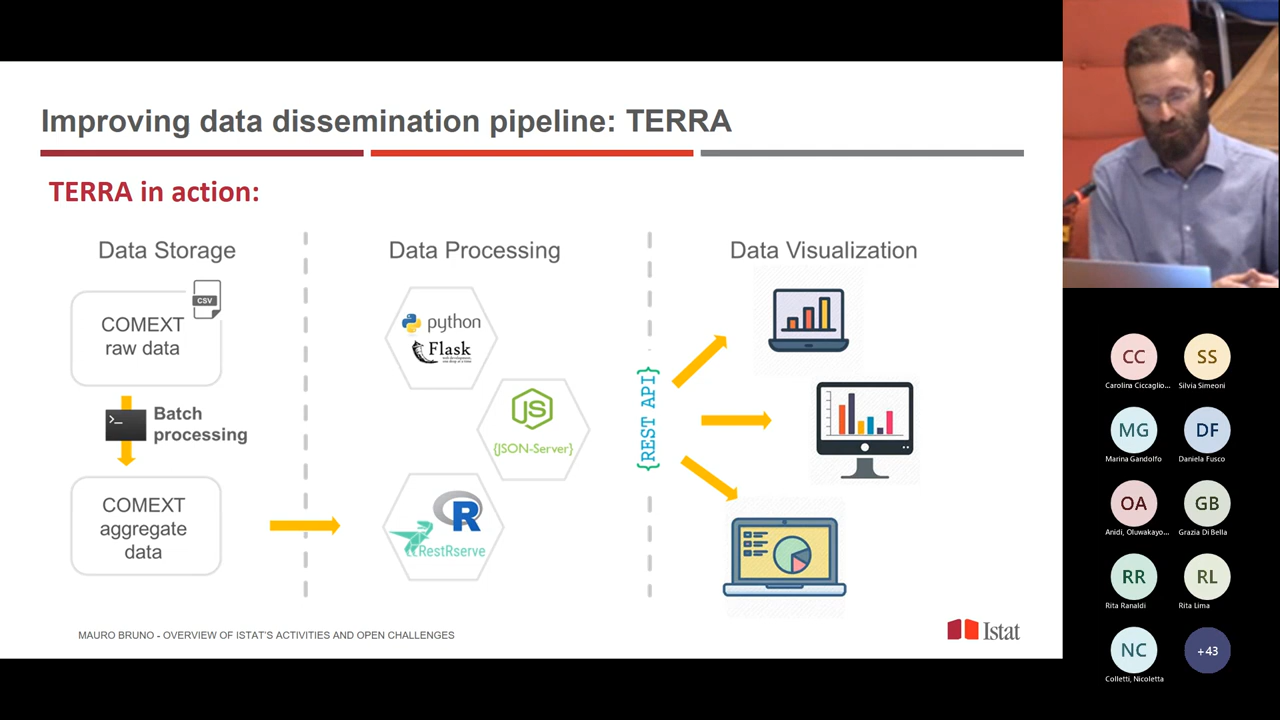 Improving data dissemination pipeline: TERRA
TERRA in action:
Data Storage
Data Processing
Data Visualization
CSV
COMEXT
raw data
Batch
processing
COMEXT
aggregate
data
python
Flask
JS
{JSON-Server}
R
RestRserve
{REST API}
MAURO BRUNO - OVERVIEW OF ISTAT'S ACTIVITIES AND OPEN CHALLENGES
Istat
CC
SS
Carolina Ciccaglio...
Silvia Simeoni
MG
DF
Marina Gandolfo
Daniela Fusco
OA
GB
Anidi, Oluwakayo...
Grazia Di Bella
RR
RL
Rita Ranaldi
Rita Lima
NC
+43
Colletti, Nicoletta